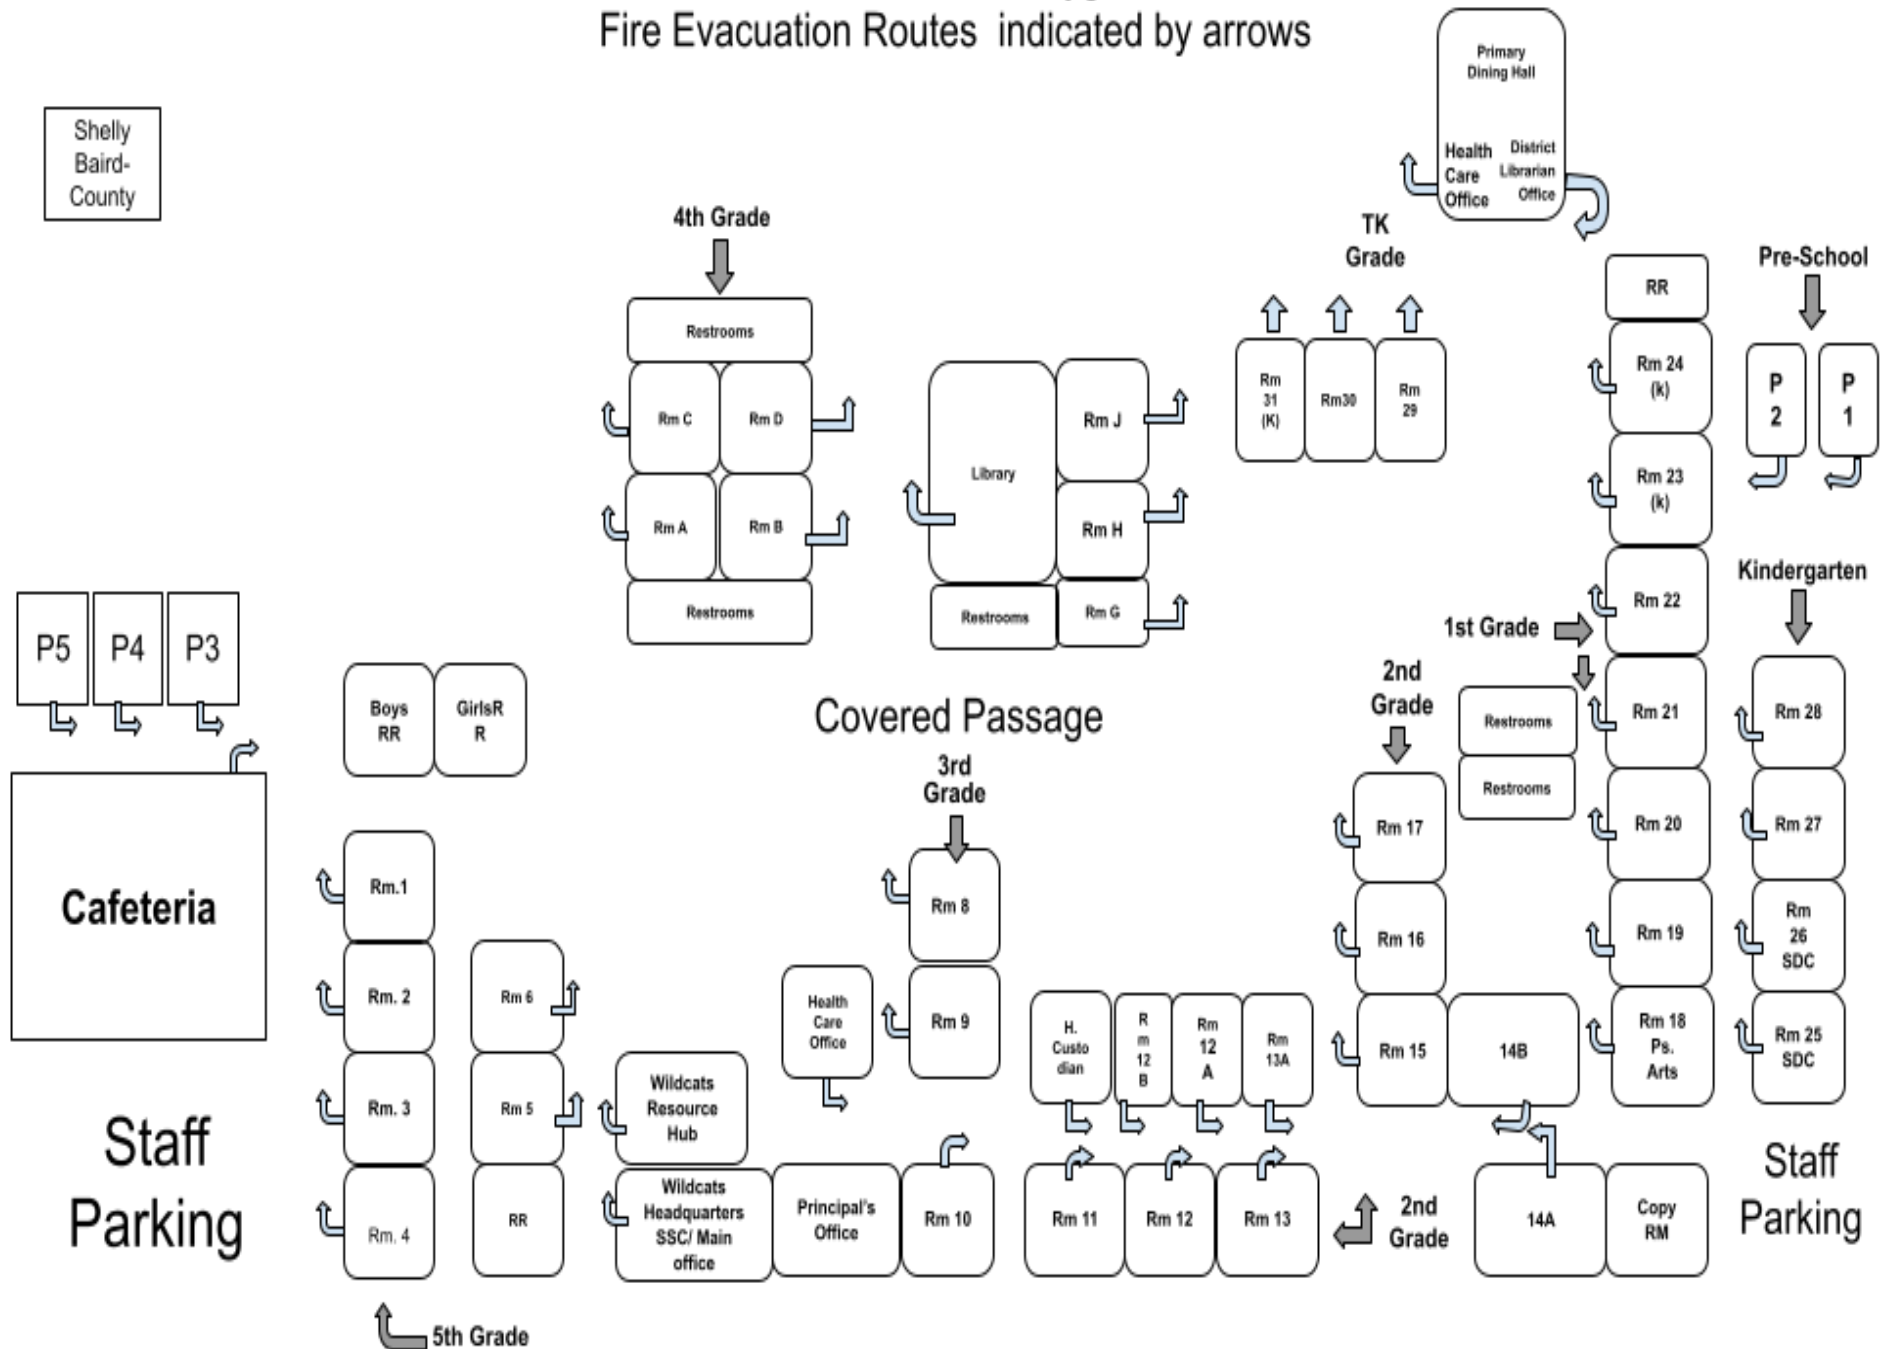 Fire Evacuation Routes indicated by arrows
Primary
Dining Hall
Health
Care
Office
District
Librarian
Office
Shelly
Baird-
County
4th Grade
Restrooms
Rm C
Rm D
Rm A
Rm B
Restrooms
Library
Rm J
Rm H
Restrooms
Rm G
TK
Grade
Rm
31
(K)
Rm30
Rm
29
RR
Rm 24
(k)
Rm 23
(k)
Rm 22
Pre-School
P
2
P
1
Kindergarten
1st Grade
P5
P4
P3
Boys
RR
GirlsR
R
Covered Passage
2nd
Grade
Restrooms
Restrooms
Rm 21
Rm 20
Rm 19
Rm 18
Ps.
Arts
Rm 28
Rm 27
Rm
26
SDC
Rm 25
SDC
Cafeteria
Rm.1
Rm. 2
Rm. 3
Rm. 4
Rm 6
Rm 5
RR
3rd
Grade
Rm 8
Rm 9
Health
Care
Office
Wildcats
Resource
Hub
Wildcats
Headquarters
SSC/ Main
office
Principal's
Office
Rm 10
H.
Custo
dian
R
m
12
B
Rm
12
A
Rm
13A
Rm 11
Rm 12
Rm 13
Rm 17
Rm 16
Rm 15
14B
2nd
Grade
14A
Copy
RM
Staff
Parking
Staff
Parking
5th Grade